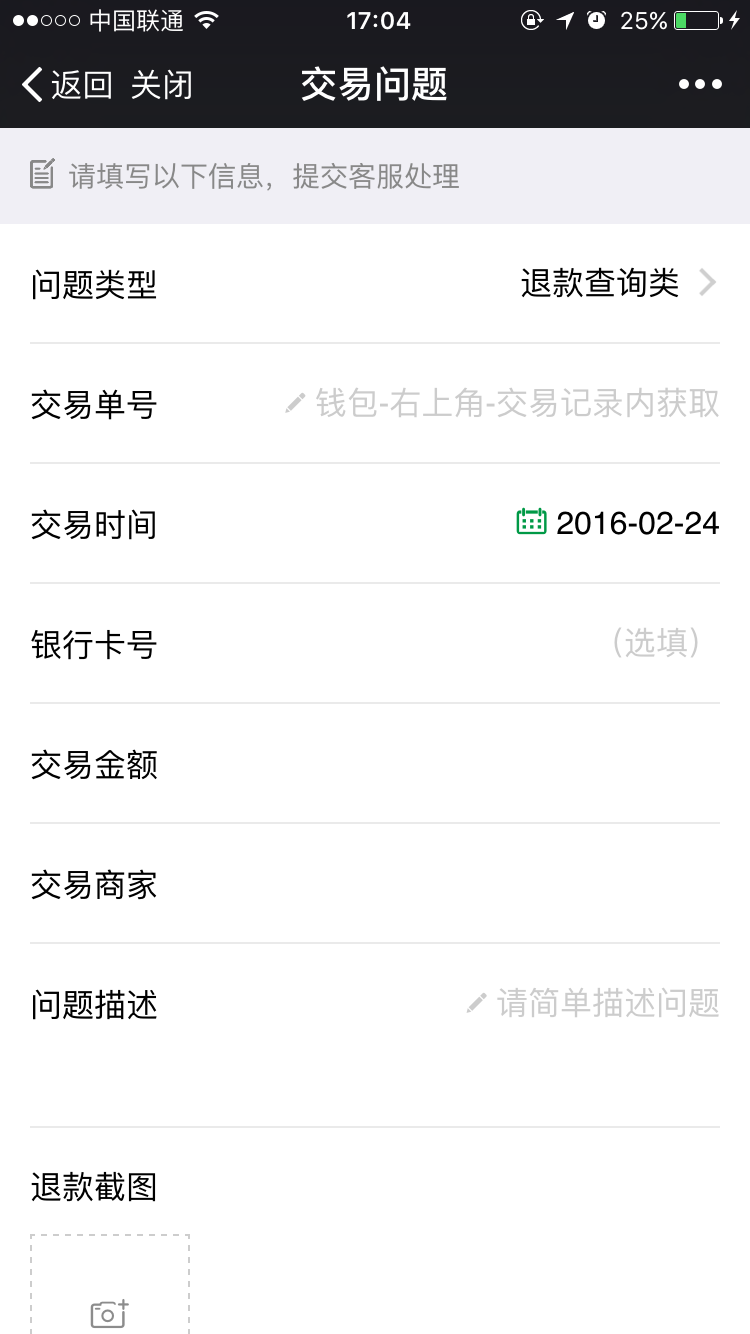 中国联通 17:04 25%
返回 关闭 交易问题
请填写以下信息，提交客服处理
问题类型 退款查询类
交易单号 钱包-右上角-交易记录内获取
交易时间 2016-02-24
银行卡号 （选填）
交易金额
交易商家
问题描述 请简单描述问题
退款截图